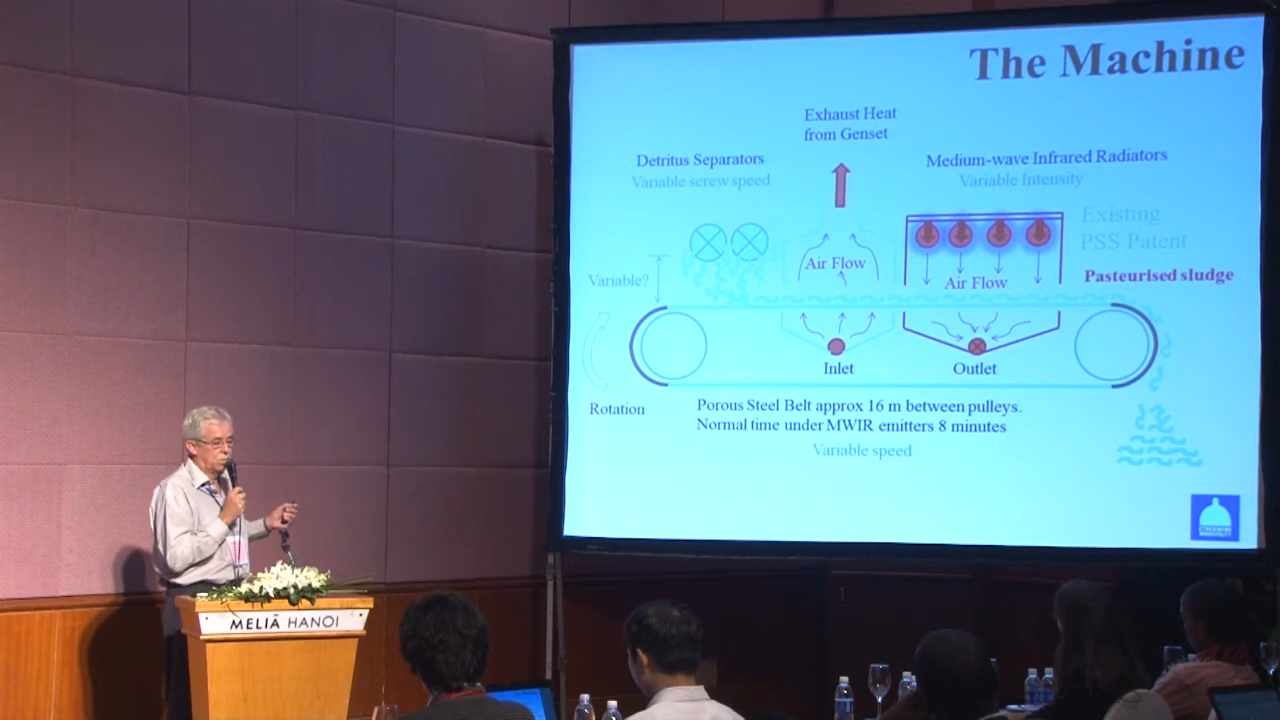 The Machine
Exhaust Heat
from Genset
Detritus Separators
Variable screw speed
Medium-wave Infrared Radiators
Variable Intensity
Existing
PSS Patent
Air Flow
Variable?
Air Flow
Pasteurised sludge
Inlet
Outlet
Rotation
Porous Steel Belt approx 16 m between pulleys.
Normal time under MWIR emitters 8 minutes
Variable speed
MELIÃ HANOI